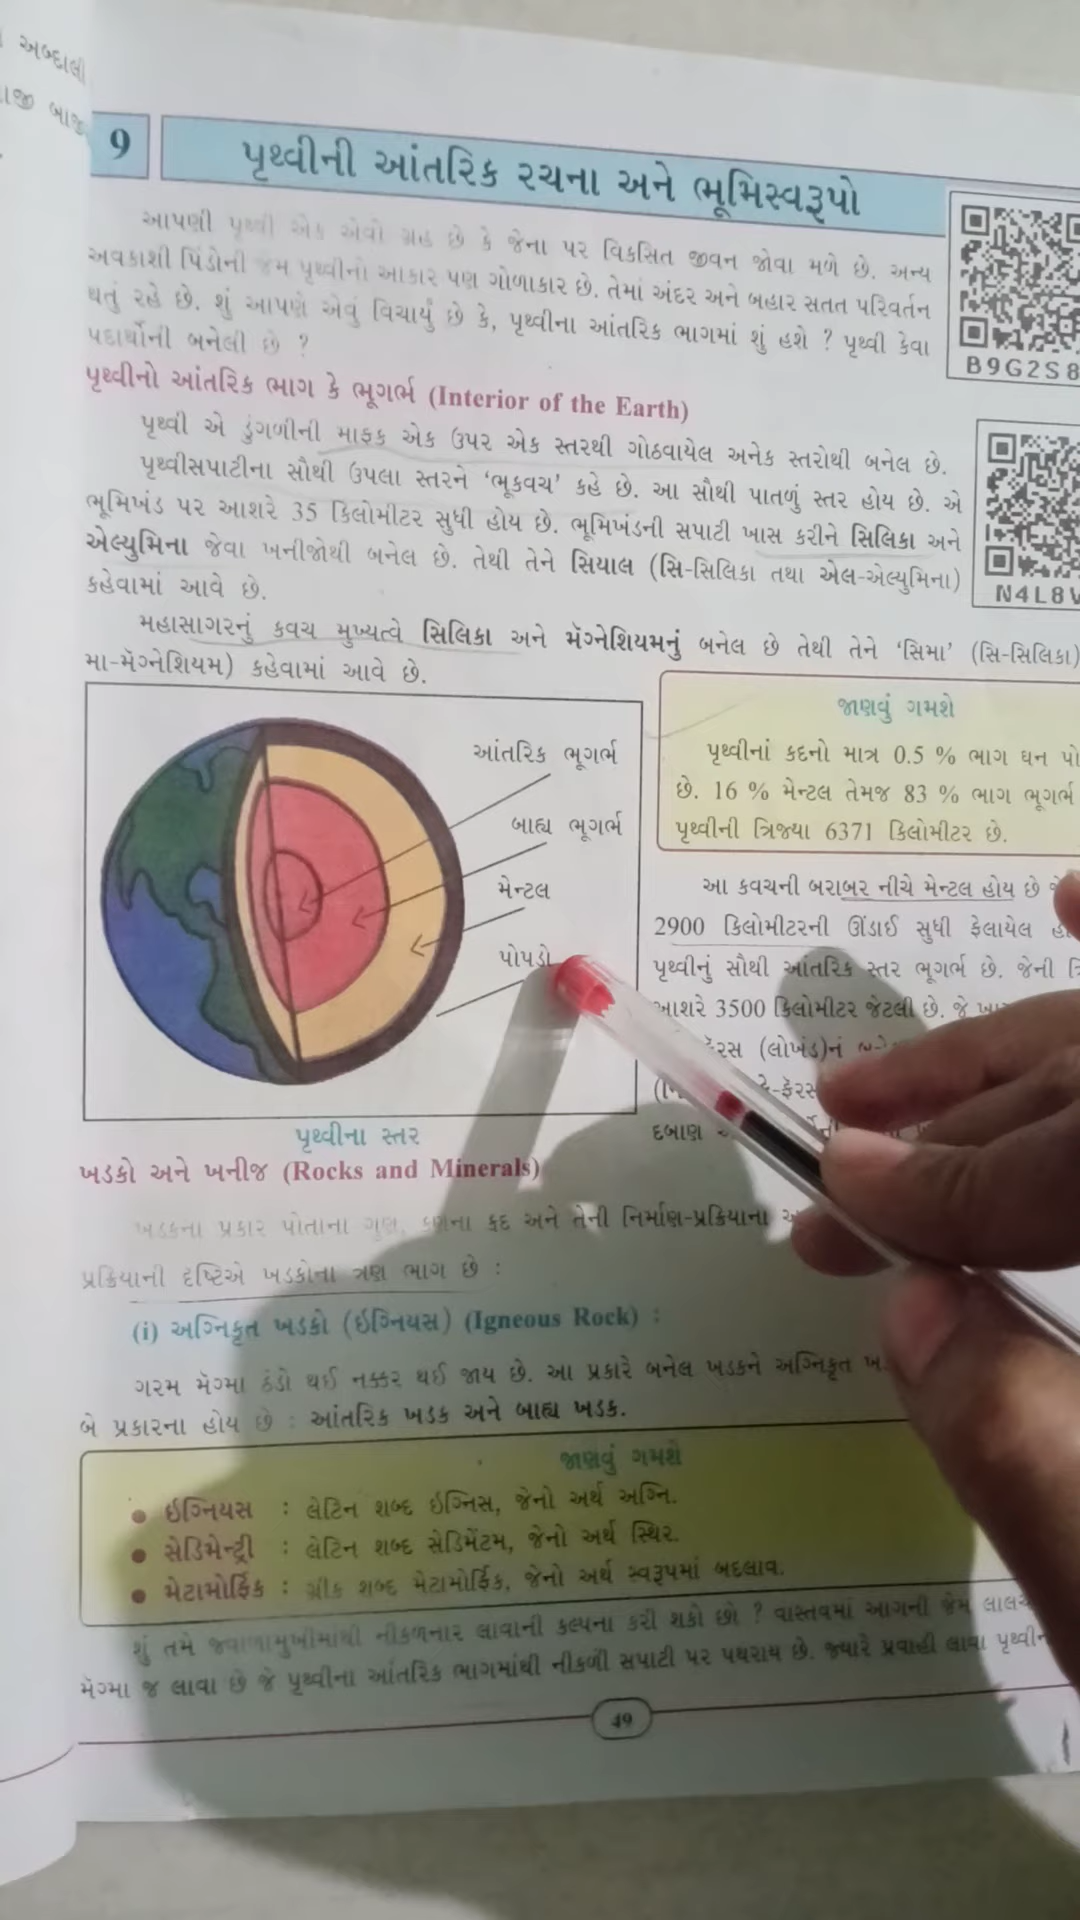 અબ્દાલી
9
પૃથ્વીની આંતરિક રચના અને ભૂમિસ્વરૂપો
આપણી પૃથ્વી એક એવો ગ્રહ છે કે જેના પર વિકસિત જીવન જોવા મળે છે. અન્ય
અવકાશી પિંડોની જેમ પૃથ્વીનો આકાર પણ ગોળાકાર છે. તેમાં અંદર અને બહાર સતત પરિવર્તન
થતું રહે છે. શું આપણે એવું વિચાર્યું છે કે, પૃથ્વીના આંતરિક ભાગમાં શું હશે ? પૃથ્વી કેવા
પદાર્થોની બનેલી છે ?
B9G2S8
પૃથ્વીનો આંતરિક ભાગ કે ભૂગર્ભ (Interior of the Earth)
પૃથ્વી એ ડુંગળીની માફક એક ઉપર એક સ્તરથી ગોઠવાયેલ અનેક સ્તરોથી બનેલ છે.
પૃથ્વીસપાટીના સૌથી ઉપલા સ્તરને ‘ભૂકવચ’ કહે છે. આ સૌથી પાતળું સ્તર હોય છે. એ
ભૂમિખંડ પર આશરે 35 કિલોમીટર સુધી હોય છે. ભૂમિખંડની સપાટી ખાસ કરીને સિલિકા અને
એલ્યુમિના જેવા ખનીજોથી બનેલ છે. તેથી તેને સિયાલ (સિ-સિલિકા તથા એલ-એલ્યુમિના)
કહેવામાં આવે છે.
N4L8
મહાસાગરનું કવચ મુખ્યત્વે સિલિકા અને મૅગ્નેશિયમનું બનેલ છે તેથી તેને ‘સિમા’ (સિ-સિલિકા)
મા-મૅગ્નેશિયમ) કહેવામાં આવે છે.
આંતરિક ભૂગર્ભ
બાહ્ય ભૂગર્ભ
મેન્ટલ
પોપડો
પૃથ્વીના સ્તર
જાણવું ગમશે
પૃથ્વીનાં કદનો માત્ર 0.5 % ભાગ ઘન
છે. 16 % મેન્ટલ તેમજ 83 % ભાગ ભૂગર્ભ
પૃથ્વીની ત્રિજ્યા 6371 કિલોમીટર છે.
આ કવચની બરાબર નીચે મેન્ટલ હોય છે
2900 કિલોમીટરની ઊંડાઈ સુધી ફેલાયેલ
પૃથ્વીનું સૌથી આંતરિક સ્તર ભૂગર્ભ છે. જેની
આશરે 3500 કિલોમીટર જેટલી છે. જે
(લોખંડ)નં
દબાણ
ખડકો અને ખનીજ (Rocks and Minerals)
ખડકના પ્રકાર પોતાના ગુણ, કણના કદ અને તેની નિર્માણ-પ્રક્રિયાના
પ્રક્રિયાની દૃષ્ટિએ ખડકોના ત્રણ ભાગ છે :
(i) અગ્નિકૃત ખડકો (ઇગ્નિયસ) (Igneous Rock) :
ગરમ મૅગ્મા ઠંડો થઈ નક્કર થઈ જાય છે. આ પ્રકારે બનેલ ખડકને અગ્નિકૃત
બે પ્રકારના હોય છે : આંતરિક ખડક અને બાહ્ય ખડક.
જાણવું ગમશે
● ઇગ્નિયસ : લેટિન શબ્દ ઇગ્નિસ, જેનો અર્થ અગ્નિ.
● સેડિમેન્ટ્રી : લેટિન શબ્દ સેડિમેંટમ, જેનો અર્થ સ્થિર.
● મેટામોર્ફિક : ગ્રીક શબ્દ મેટામોર્ફિક, જેનો અર્થ સ્વરૂપમાં બદલાવ.
શું તમે જ્વાળામુખીમાંથી નીકળનાર લાવાની કલ્પના કરી શકો છો ? વાસ્તવમાં આગની જેમ
મૅગ્મા જ લાવા છે જે પૃથ્વીના આંતરિક ભાગમાંથી નીકળી સપાટી પર પથરાય છે. જ્યારે પ્રવાહી લાવા
49